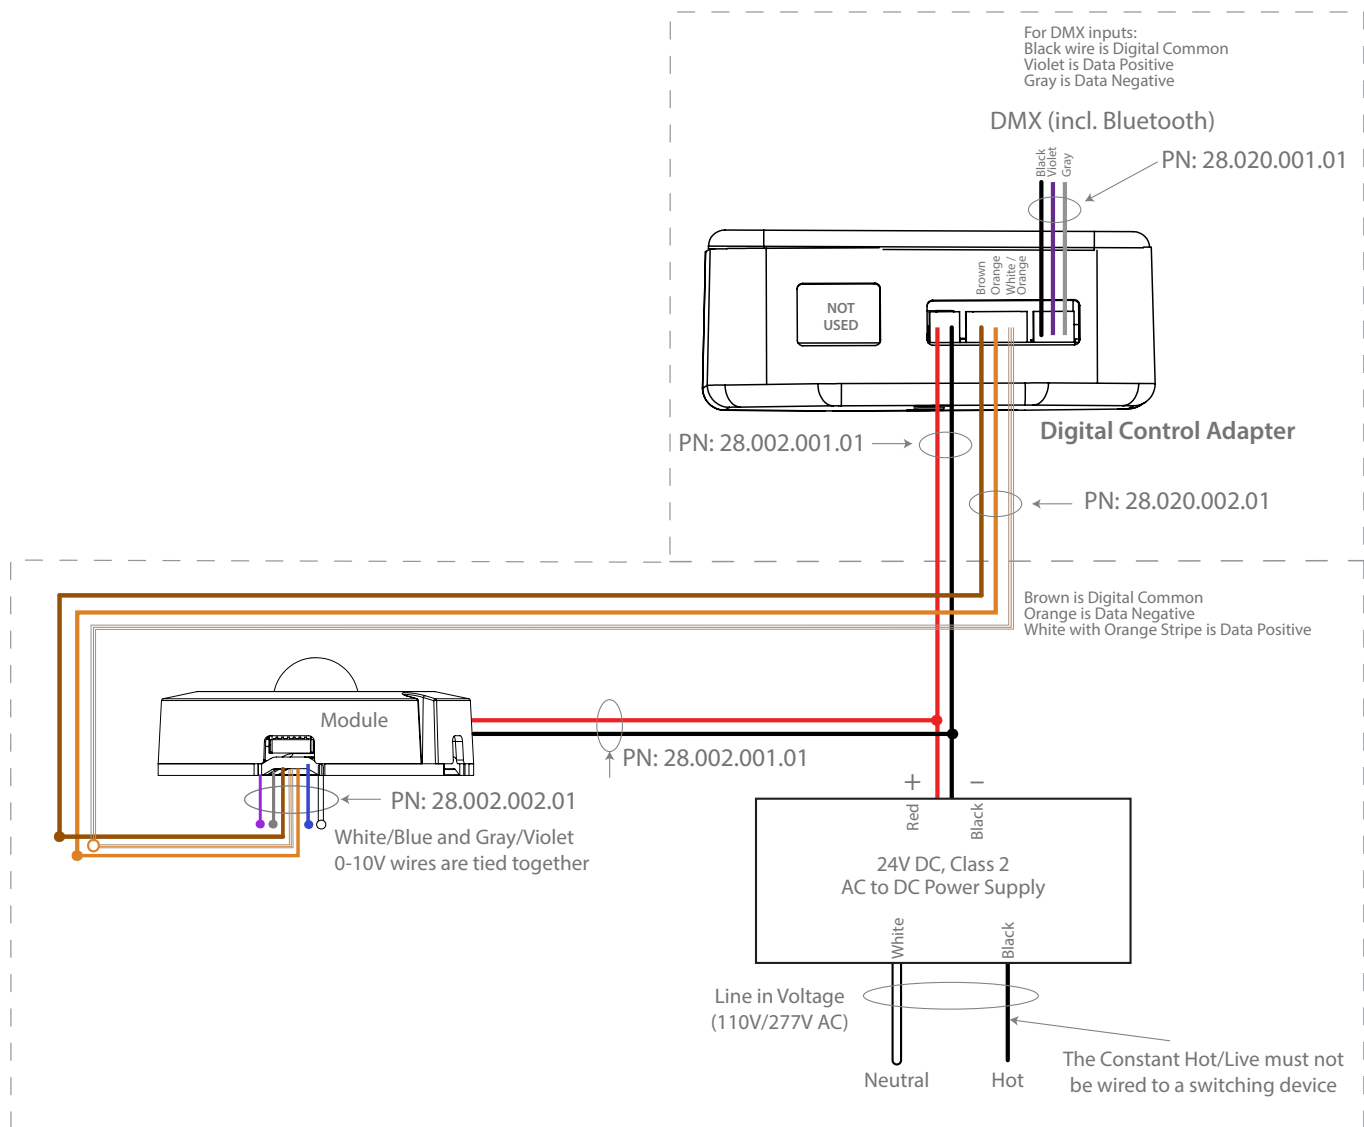 For DMX inputs:
Black wire is Digital Common
Violet is Data Positive
Gray is Data Negative
DMX (incl. Bluetooth)
PN: 28.020.001.01
Black
Violet
Gray
Brown
Orange
White /
Orange
NOT
USED
Digital Control Adapter
PN: 28.002.001.01
PN: 28.020.002.01
Brown is Digital Common
Orange is Data Negative
White with Orange Stripe is Data Positive
Module
PN: 28.002.001.01
PN: 28.002.002.01
White/Blue and Gray/Violet
0-10V wires are tied together
+
−
Red
Black
24V DC, Class 2
AC to DC Power Supply
White
Black
Line in Voltage
(110V/277V AC)
Neutral
Hot
The Constant Hot/Live must not
be wired to a switching device